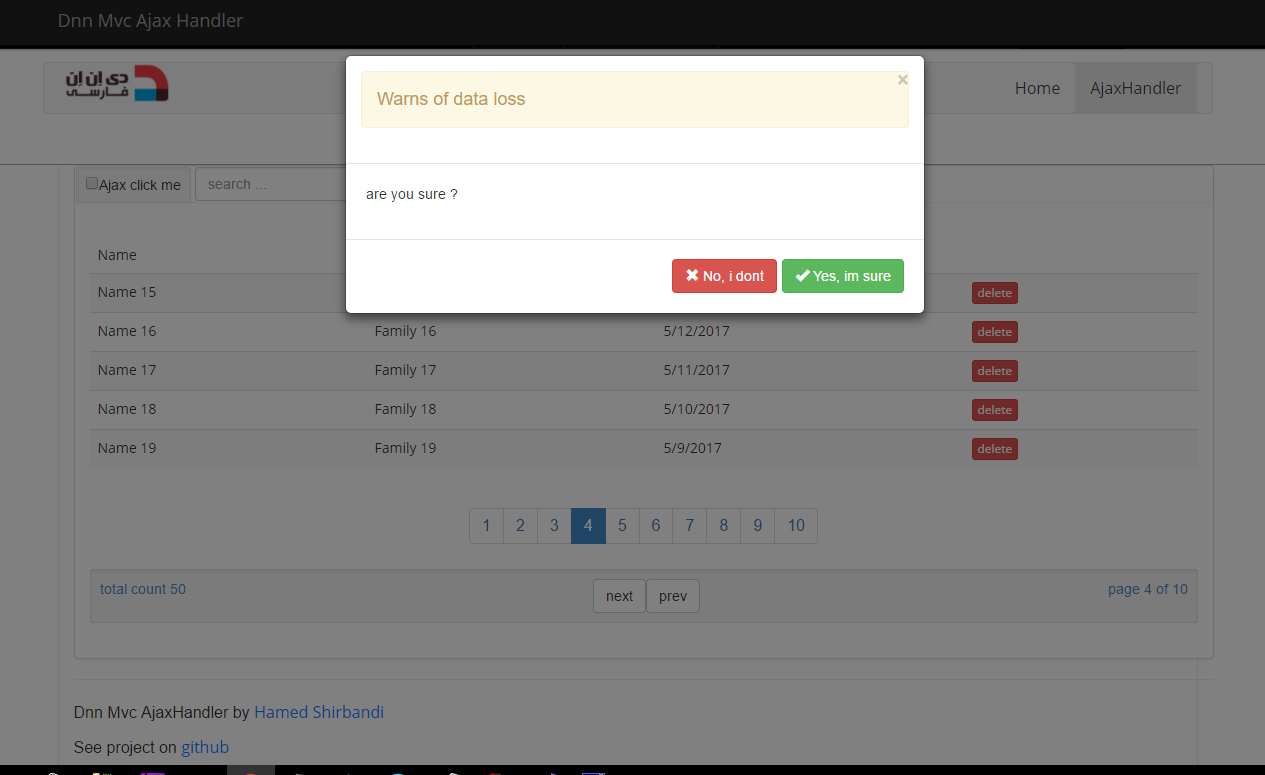 Dnn Mvc Ajax Handler
دی اِن اِن
فارسی
Home
AjaxHandler
×
Warns of data loss
are you sure ?
No, i dont
Yes, im sure
Ajax click me
search ...
Name
Name 15
delete
Name 16
Family 16
5/12/2017
delete
Name 17
Family 17
5/11/2017
delete
Name 18
Family 18
5/10/2017
delete
Name 19
Family 19
5/9/2017
delete
1 2 3 4 5 6 7 8 9 10
total count 50
next
prev
page 4 of 10
Dnn Mvc AjaxHandler by Hamed Shirbandi
See project on github